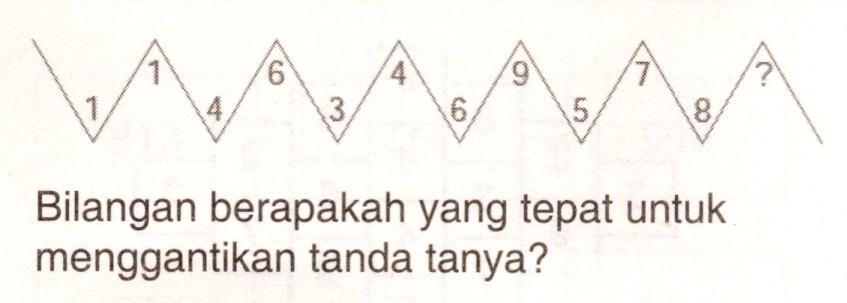 1 6 4 9 7 ?
1 4 3 6 5 8
Bilangan berapakah yang tepat untuk
menggantikan tanda tanya?